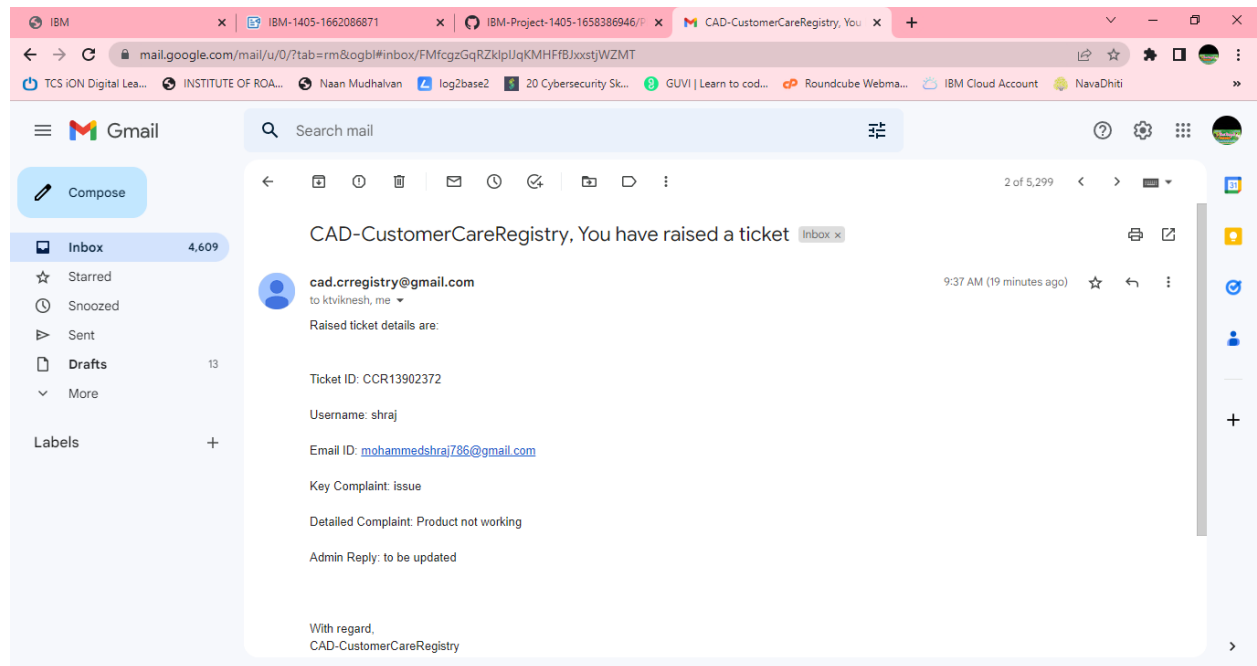 IBM
IBM-1405-1662086871
IBM-Project-1405-1658386946/P
CAD-CustomerCareRegistry, You
mail.google.com/mail/u/0/?tab=rm&ogbl#inbox/FMfcgzGqRZklpIJqKMHFfBJxxstjWZMT
TCS iON Digital Lea...
INSTITUTE OF ROA...
Naan Mudhalvan
log2base2
20 Cybersecurity Sk...
GUVI | Learn to cod...
Roundcube Webma...
IBM Cloud Account
NavaDhiti
Gmail
Search mail
Compose
2 of 5,299
31
Inbox 4,609
Starred
Snoozed
Sent
Drafts 13
More
Labels
CAD-CustomerCareRegistry, You have raised a ticket Inbox x
cad.crregistry@gmail.com 9:37 AM (19 minutes ago)
to ktviknesh, me
Raised ticket details are:
Ticket ID: CCR13902372
Username: shraj
Email ID: mohammedshraj786@gmail.com
Key Complaint: issue
Detailed Complaint: Product not working
Admin Reply: to be updated
With regard,
CAD-CustomerCareRegistry